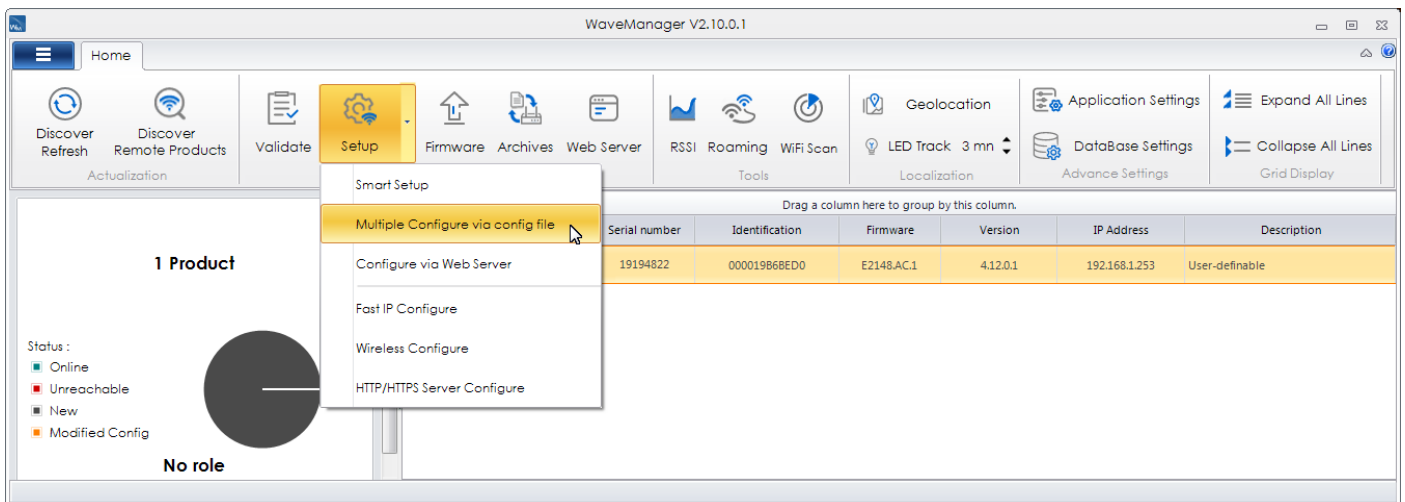 WaveManager V2.10.0.1
Home
Discover Refresh
Discover Remote Products
Actualization
Validate
Setup
Firmware
Archives
Web Server
RSSI
Roaming
WiFi Scan
Tools
Geolocation
LED Track 3 mn
Localization
Application Settings
DataBase Settings
Advance Settings
Expand All Lines
Collapse All Lines
Grid Display
Smart Setup
Multiple Configure via config file
Configure via Web Server
Fast IP Configure
Wireless Configure
HTTP/HTTPS Server Configure
Drag a column here to group by this column.
Serial number Identification Firmware Version IP Address Description
19194822 000019B6BED0 E2148.AC.1 4.12.0.1 192.168.1.253 User-definable
1 Product
Status :
Online
Unreachable
New
Modified Config
No role